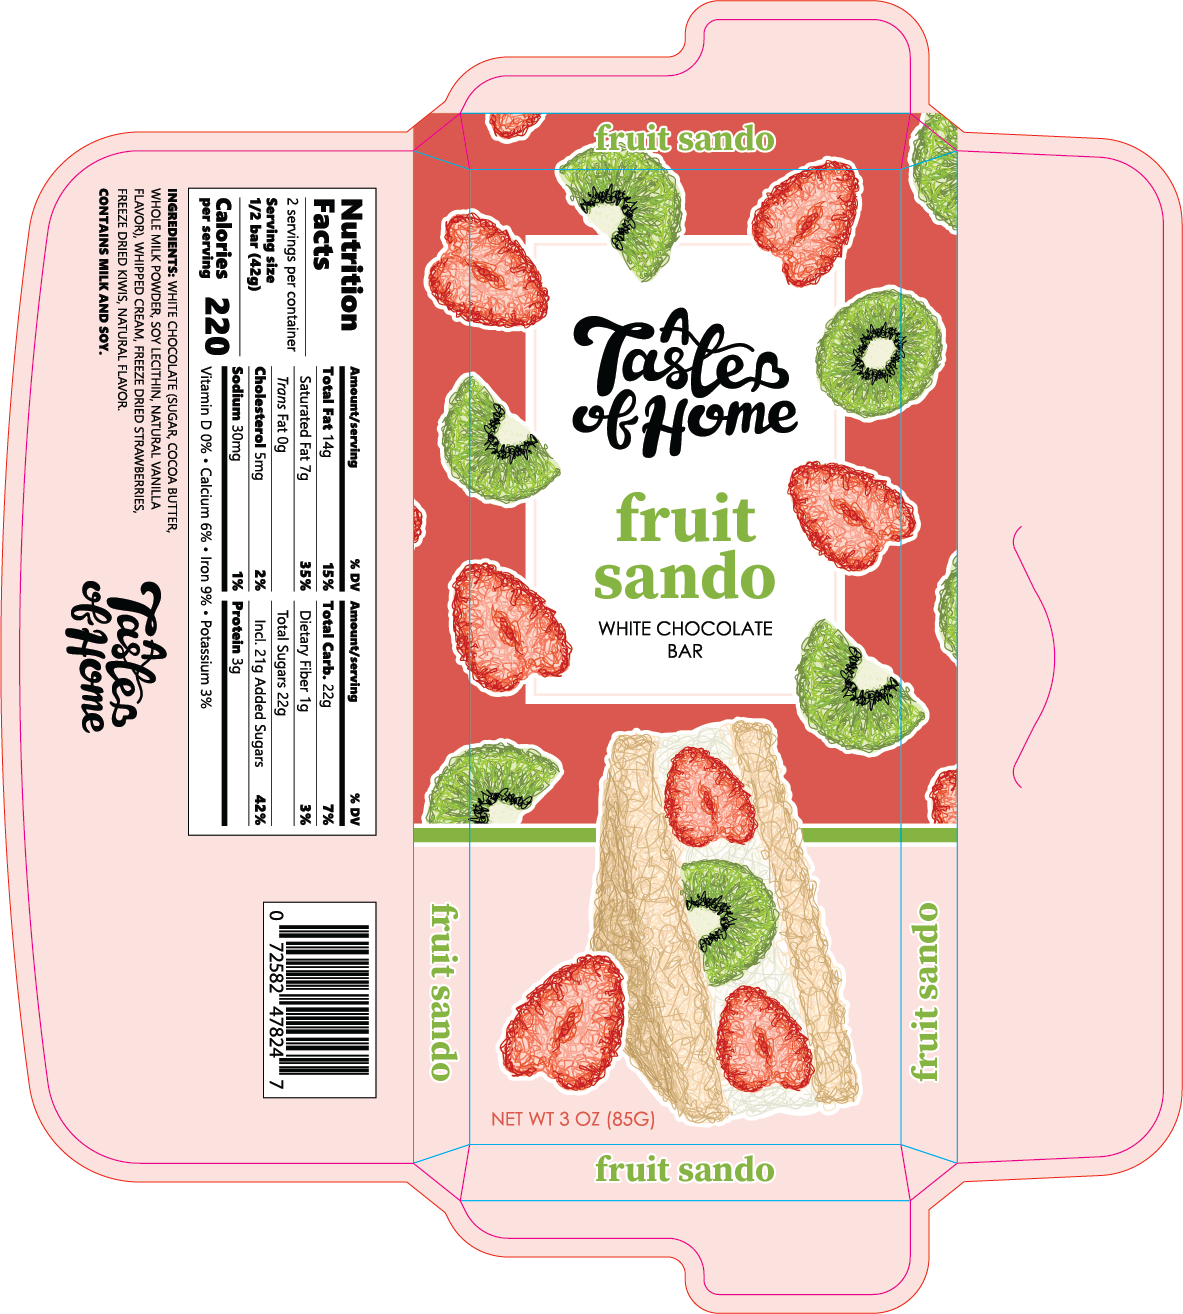 fruit sando
A
Taste
of Home
fruit
sando
WHITE CHOCOLATE
BAR
NET WT 3 OZ (85G)
fruit sando
fruit sando
fruit sando
Nutrition
Facts
2 servings per container
Serving size
1/2 bar (42g)
Calories
per serving
220
Amount/serving % DV
Total Fat 14g 15%
Saturated Fat 7g 35%
Trans Fat 0g
Cholesterol 5mg 2%
Sodium 30mg 1%
Amount/serving % DV
Total Carb. 22g 7%
Dietary Fiber 1g 3%
Total Sugars 22g
Incl. 21g Added Sugars 42%
Protein 3g
Vitamin D 0% • Calcium 6% • Iron 9% • Potassium 3%
INGREDIENTS: WHITE CHOCOLATE (SUGAR, COCOA BUTTER,
WHOLE MILK POWDER, SOY LECITHIN, NATURAL VANILLA
FLAVOR), WHIPPED CREAM, FREEZE DRIED STRAWBERRIES,
FREEZE DRIED KIWIS, NATURAL FLAVOR.
CONTAINS MILK AND SOY.
A
Taste
of Home
0 72582 47824 7